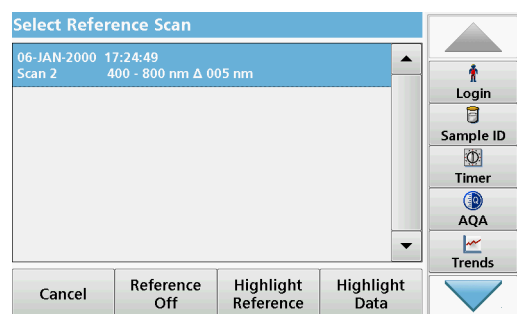 Select Reference Scan
06-JAN-2000 17:24:49
Scan 2 400 - 800 nm Δ 005 nm
Login
Sample ID
Timer
AQA
Trends
Cancel
Reference
Off
Highlight
Reference
Highlight
Data